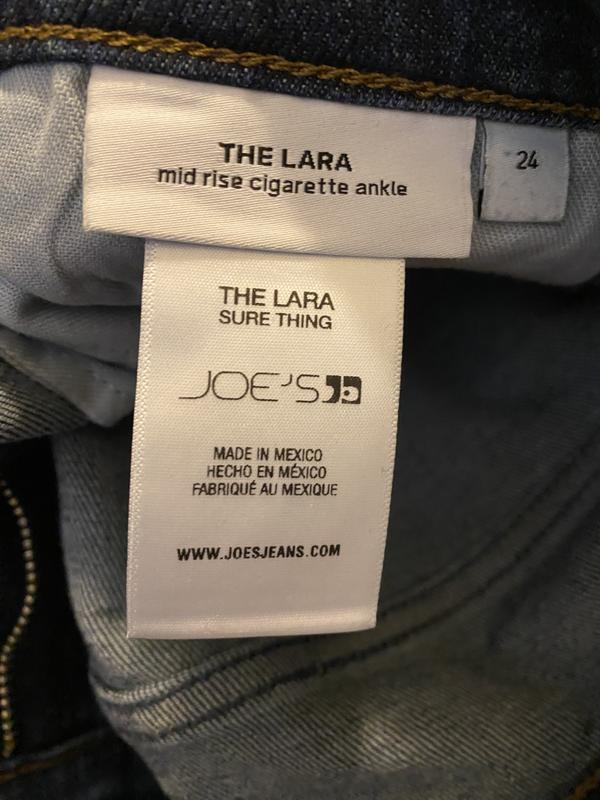 THE LARA
mid rise cigarette ankle
24
THE LARA
SURE THING
JOE'S
MADE IN MEXICO
HECHO EN MÉXICO
FABRIQUÉ AU MEXIQUE
WWW.JOESJEANS.COM